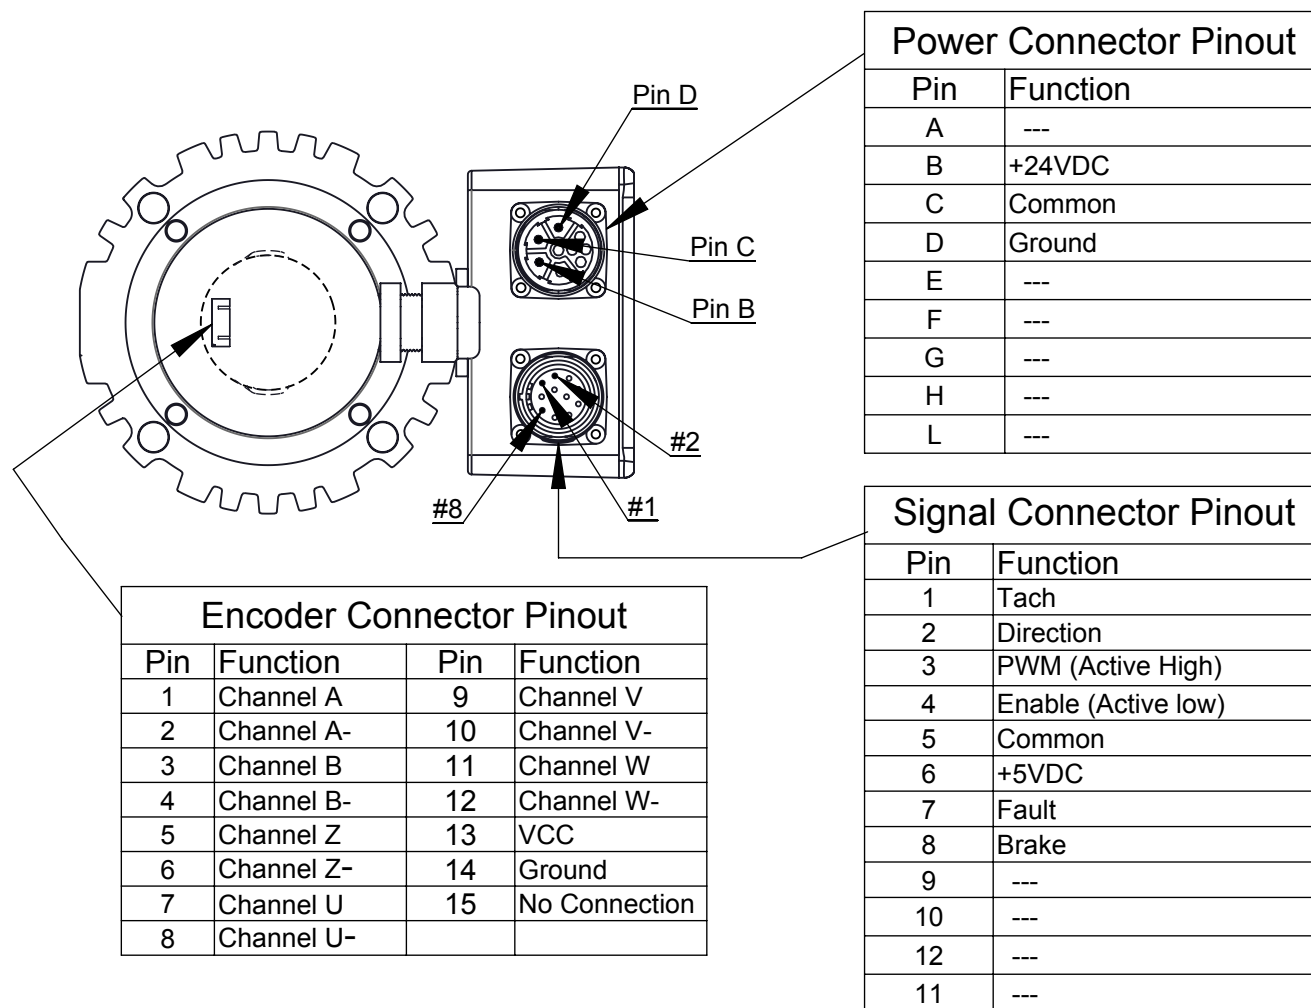 Pin D
Pin C
Pin B
#2
#1
#8
Power Connector Pinout
Pin Function
A ---
B +24VDC
C Common
D Ground
E ---
F ---
G ---
H ---
L ---
Signal Connector Pinout
Pin Function
1 Tach
2 Direction
3 PWM (Active High)
4 Enable (Active low)
5 Common
6 +5VDC
7 Fault
8 Brake
9 ---
10 ---
12 ---
11 ---
Encoder Connector Pinout
Pin Function Pin Function
1 Channel A 9 Channel V
2 Channel A- 10 Channel V-
3 Channel B 11 Channel W
4 Channel B- 12 Channel W-
5 Channel Z 13 VCC
6 Channel Z- 14 Ground
7 Channel U 15 No Connection
8 Channel U-